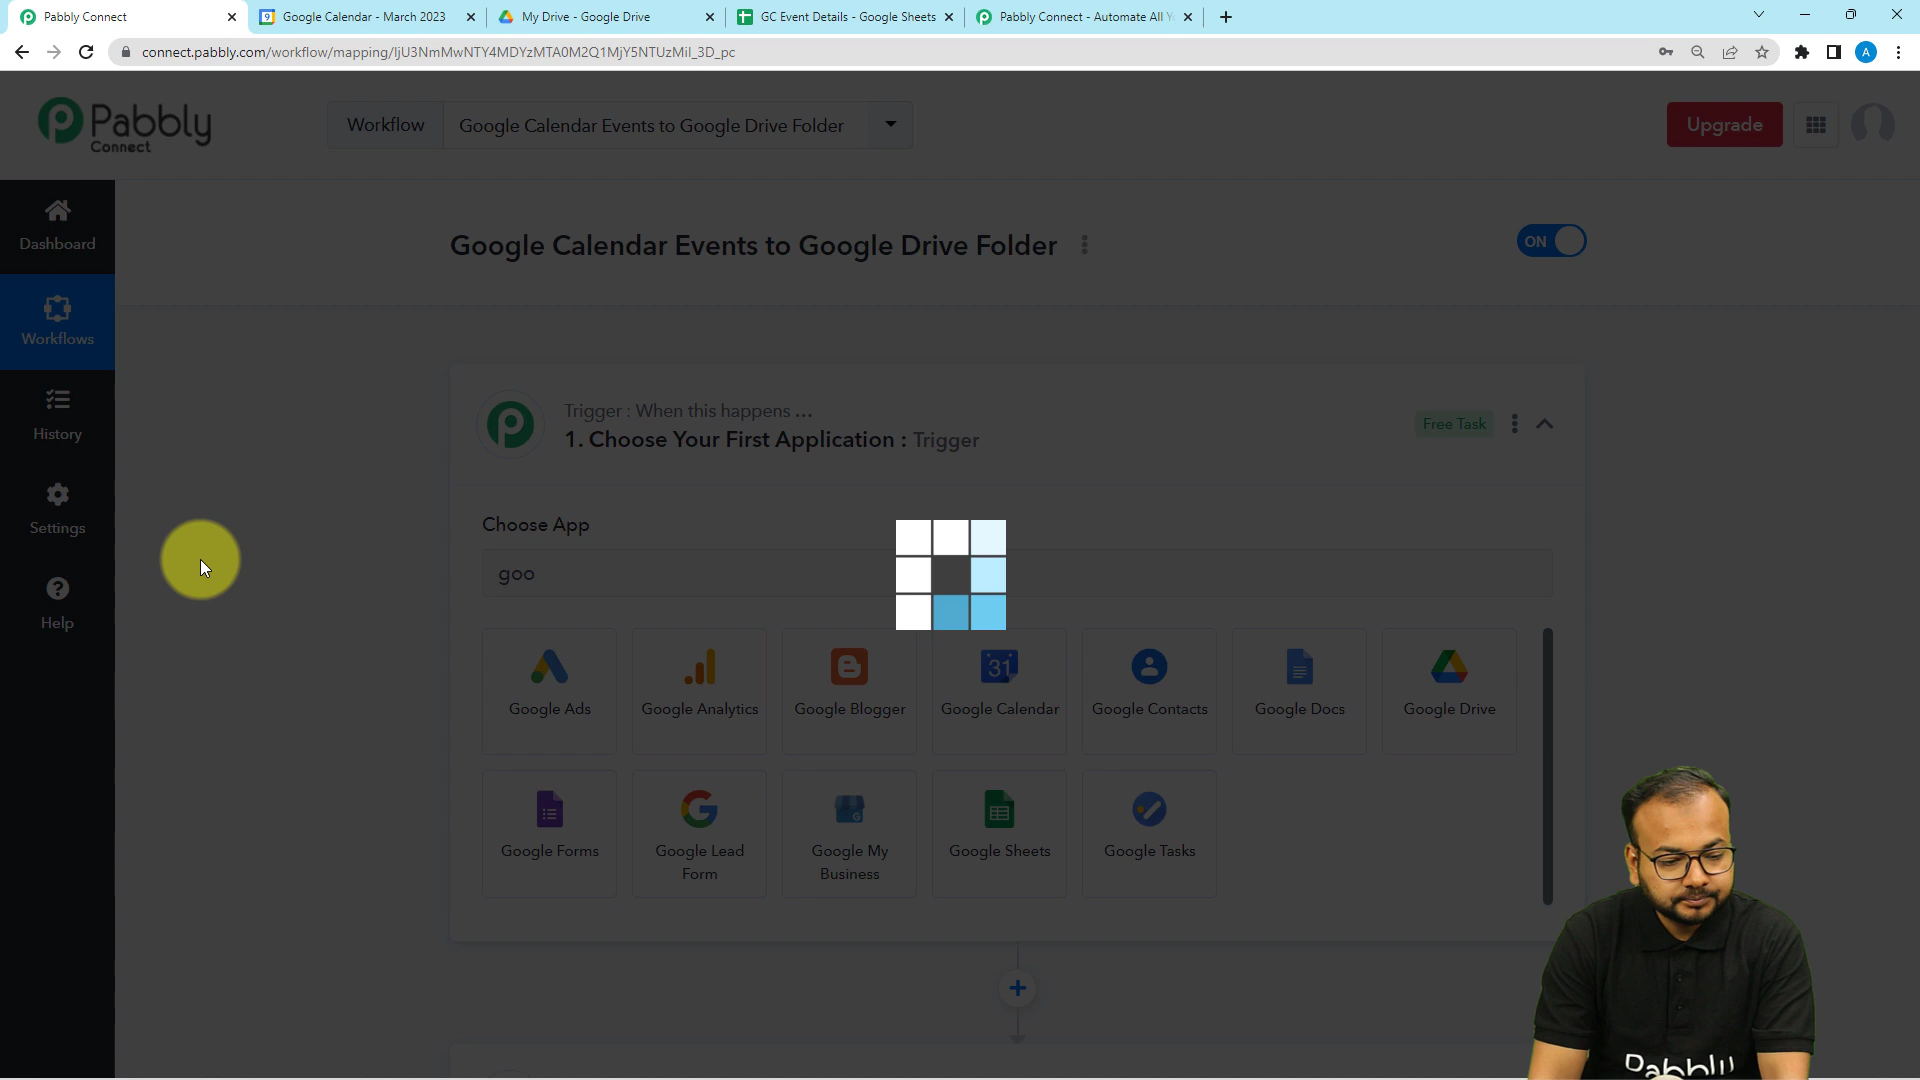 Pabbly Connect
Google Calendar - March 2023
My Drive - Google Drive
GC Event Details - Google Sheets
Pabbly Connect - Automate All Y
connect.pabbly.com/workflow/mapping/IjU3NmMwNTY4MDYzMTA0M2Q1MjY5NTUzMiI_3D_pc
A
Pabbly
Connect
Workflow
Google Calendar Events to Google Drive Folder
Upgrade
Dashboard
Workflows
History
Settings
Help
Google Calendar Events to Google Drive Folder
ON
Trigger : When this happens ...
1. Choose Your First Application : Trigger
Free Task
Choose App
goo
31
Google Ads
Google Analytics
Google Blogger
Google Calendar
Google Contacts
Google Docs
Google Drive
Google Forms
Google Lead
Form
Google My
Business
Google Sheets
Google Tasks
Pabbly